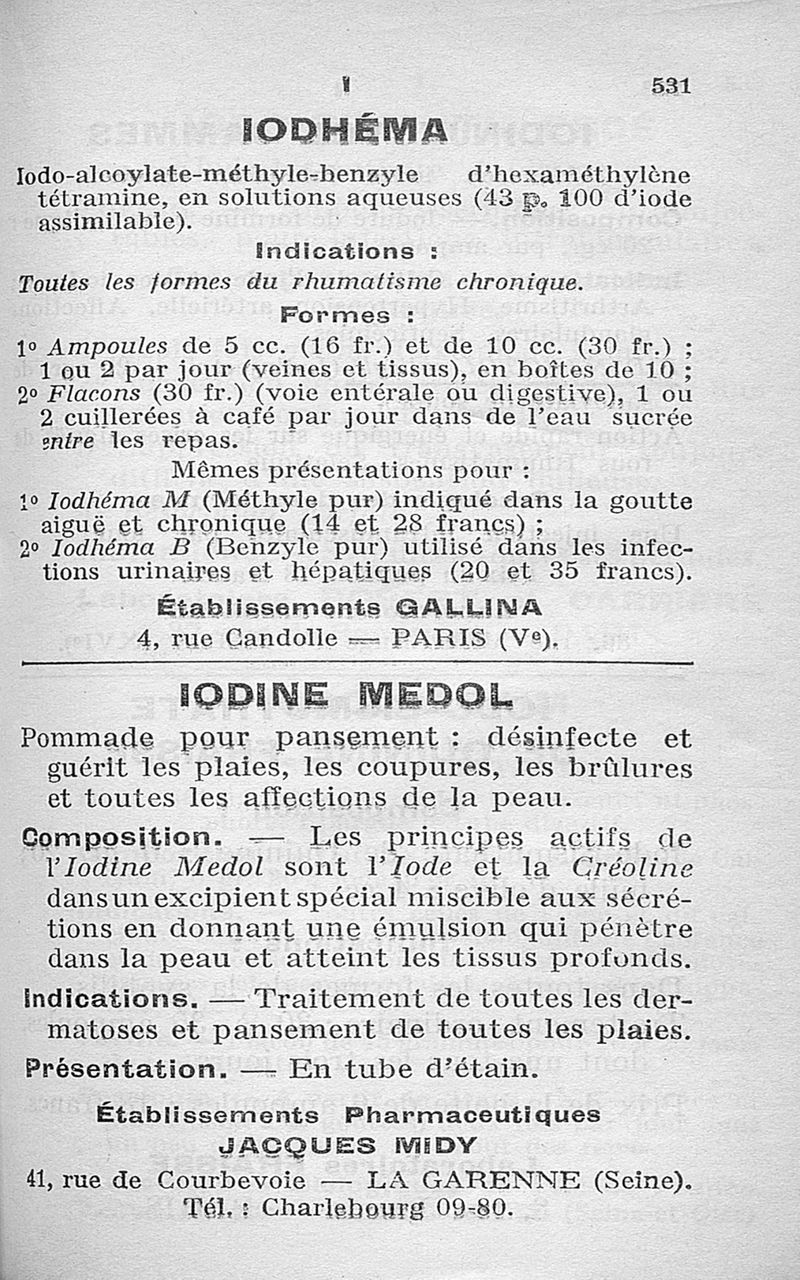 I 531
IODHÉMA
Iodo-alcoylate-méthyle-benzyle d'hexaméthylène
tétramine, en solutions aqueuses (43 p. 100 d'iode
assimilable).
Indications :
Toutes les formes du rhumatisme chronique.
Formes :
1º Ampoules de 5 cc. (16 fr.) et de 10 cc. (30 fr.) ;
1 ou 2 par jour (veines et tissus), en boîtes de 10 ;
2º Flacons (30 fr.) (voie entérale ou digestive), 1 ou
2 cuillerées à café par jour dans de l'eau sucrée
entre les repas.
Mêmes présentations pour :
1º Iodhéma M (Méthyle pur) indiqué dans la goutte
aiguë et chronique (14 et 28 francs) ;
2º Iodhéma B (Benzyle pur) utilisé dans les infec-
tions urinaires et hépatiques (20 et 35 francs).
Établissements GALLINA
4, rue Candolle — PARIS (Ve).
IODINE MEDOL
Pommade pour pansement : désinfecte et
guérit les plaies, les coupures, les brûlures
et toutes les affections de la peau.
Composition. — Les principes actifs de
l'Iodine Medol sont l'Iode et la Créoline
dans un excipient spécial miscible aux sécré-
tions en donnant une émulsion qui pénètre
dans la peau et atteint les tissus profonds.
Indications. — Traitement de toutes les der-
matoses et pansement de toutes les plaies.
Présentation. — En tube d'étain.
Établissements Pharmaceutiques
JACQUES MIDY
41, rue de Courbevoie — LA GARENNE (Seine).
Tél. : Charlebourg 09-80.